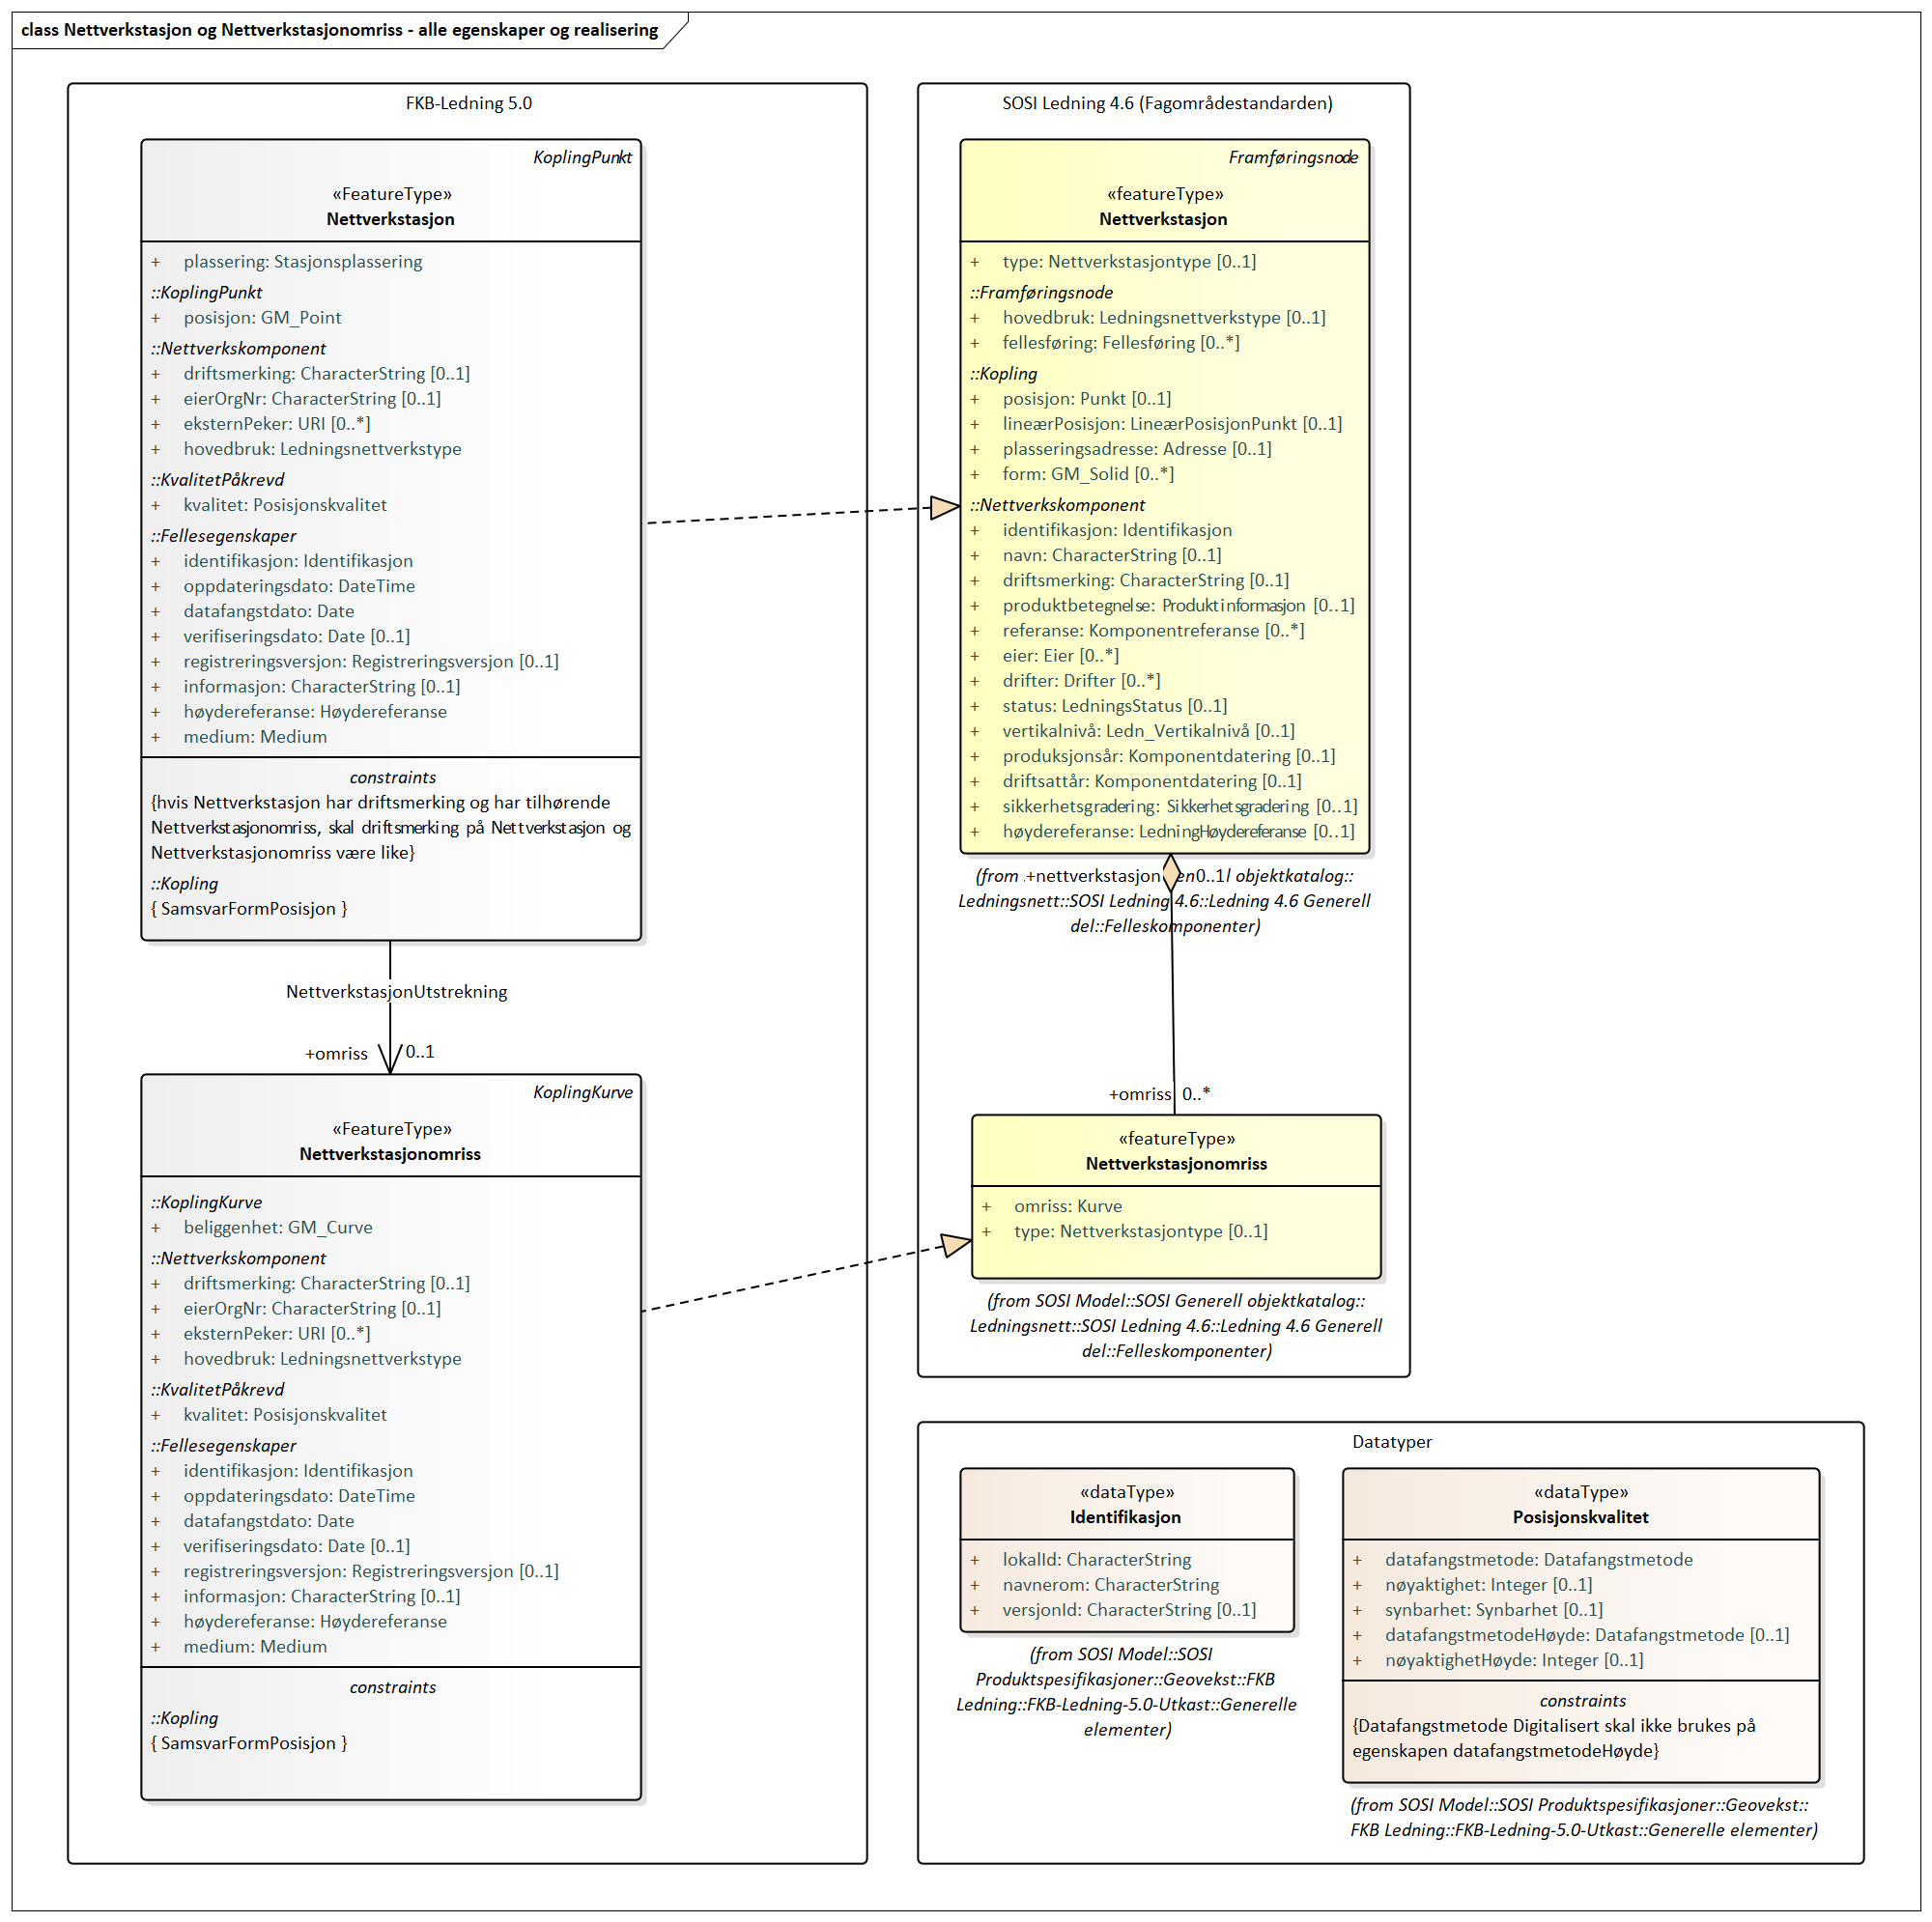 class Nettverkstasjon og Nettverkstasjonomriss - alle egenskaper og realisering
FKB-Ledning 5.0
KoplingPunkt
«FeatureType»
Nettverkstasjon
+ plassering: Stasjonsplassering
::KoplingPunkt
+ posisjon: GM_Point
::Nettverkskomponent
+ driftsmerking: CharacterString [0..1]
+ eierOrgNr: CharacterString [0..1]
+ eksternPeker: URI [0..*]
+ hovedbruk: Ledningsnettverkstype
::KvalitetPåkrevd
+ kvalitet: Posisjonskvalitet
::Fellesegenskaper
+ identifikasjon: Identifikasjon
+ oppdateringsdato: DateTime
+ datafangstdato: Date
+ verifiseringsdato: Date [0..1]
+ registreringsversjon: Registreringsversjon [0..1]
+ informasjon: CharacterString [0..1]
+ høydereferanse: Høydereferanse
+ medium: Medium
constraints
{hvis Nettverkstasjon har driftsmerking og har tilhørende
Nettverkstasjonomriss, skal driftsmerking på Nettverkstasjon og
Nettverkstasjonomriss være like}
::Kopling
{ SamsvarFormPosisjon }
NettverkstasjonUtstrekning
+omriss 0..1
KoplingKurve
«FeatureType»
Nettverkstasjonomriss
::KoplingKurve
+ beliggenhet: GM_Curve
::Nettverkskomponent
+ driftsmerking: CharacterString [0..1]
+ eierOrgNr: CharacterString [0..1]
+ eksternPeker: URI [0..*]
+ hovedbruk: Ledningsnettverkstype
::KvalitetPåkrevd
+ kvalitet: Posisjonskvalitet
::Fellesegenskaper
+ identifikasjon: Identifikasjon
+ oppdateringsdato: DateTime
+ datafangstdato: Date
+ verifiseringsdato: Date [0..1]
+ registreringsversjon: Registreringsversjon [0..1]
+ informasjon: CharacterString [0..1]
+ høydereferanse: Høydereferanse
+ medium: Medium
constraints
::Kopling
{ SamsvarFormPosisjon }
SOSI Ledning 4.6 (Fagområdestandarden)
Framføringsnode
«featureType»
Nettverkstasjon
+ type: Nettverkstasjontype [0..1]
::Framføringsnode
+ hovedbruk: Ledningsnettverkstype [0..1]
+ fellesføring: Fellesføring [0..*]
::Kopling
+ posisjon: Punkt [0..1]
+ lineærPosisjon: LineærPosisjonPunkt [0..1]
+ plasseringsadresse: Adresse [0..1]
+ form: GM_Solid [0..*]
::Nettverkskomponent
+ identifikasjon: Identifikasjon
+ navn: CharacterString [0..1]
+ driftsmerking: CharacterString [0..1]
+ produktbetegnelse: Produktinformasjon [0..1]
+ referanse: Komponentreferanse [0..*]
+ eier: Eier [0..*]
+ drifter: Drifter [0..*]
+ status: LedningsStatus [0..1]
+ vertikalnivå: Ledn_Vertikalnivå [0..1]
+ produksjonsår: Komponentdatering [0..1]
+ driftsattår: Komponentdatering [0..1]
+ sikkerhetsgradering: Sikkerhetsgradering [0..1]
+ høydereferanse: LedningHøydereferanse [0..1]
(from +nettverkstasjon 0..1 objektkatalog::
Ledningsnett::SOSI Ledning 4.6::Ledning 4.6 Generell
del::Felleskomponenter)
+omriss 0..*
«featureType»
Nettverkstasjonomriss
+ omriss: Kurve
+ type: Nettverkstasjontype [0..1]
(from SOSI Model::SOSI Generell objektkatalog::
Ledningsnett::SOSI Ledning 4.6::Ledning 4.6 Generell
del::Felleskomponenter)
Datatyper
«dataType»
Identifikasjon
+ lokalId: CharacterString
+ navnerom: CharacterString
+ versjonId: CharacterString [0..1]
(from SOSI Model::SOSI
Produktspesifikasjoner::Geovekst::FKB
Ledning::FKB-Ledning-5.0-Utkast::Generelle
elementer)
«dataType»
Posisjonskvalitet
+ datafangstmetode: Datafangstmetode
+ nøyaktighet: Integer [0..1]
+ synbarhet: Synbarhet [0..1]
+ datafangstmetodeHøyde: Datafangstmetode [0..1]
+ nøyaktighetHøyde: Integer [0..1]
constraints
{Datafangstmetode Digitalisert skal ikke brukes på
egenskapen datafangstmetodeHøyde}
(from SOSI Model::SOSI Produktspesifikasjoner::Geovekst::
FKB Ledning::FKB-Ledning-5.0-Utkast::Generelle elementer)